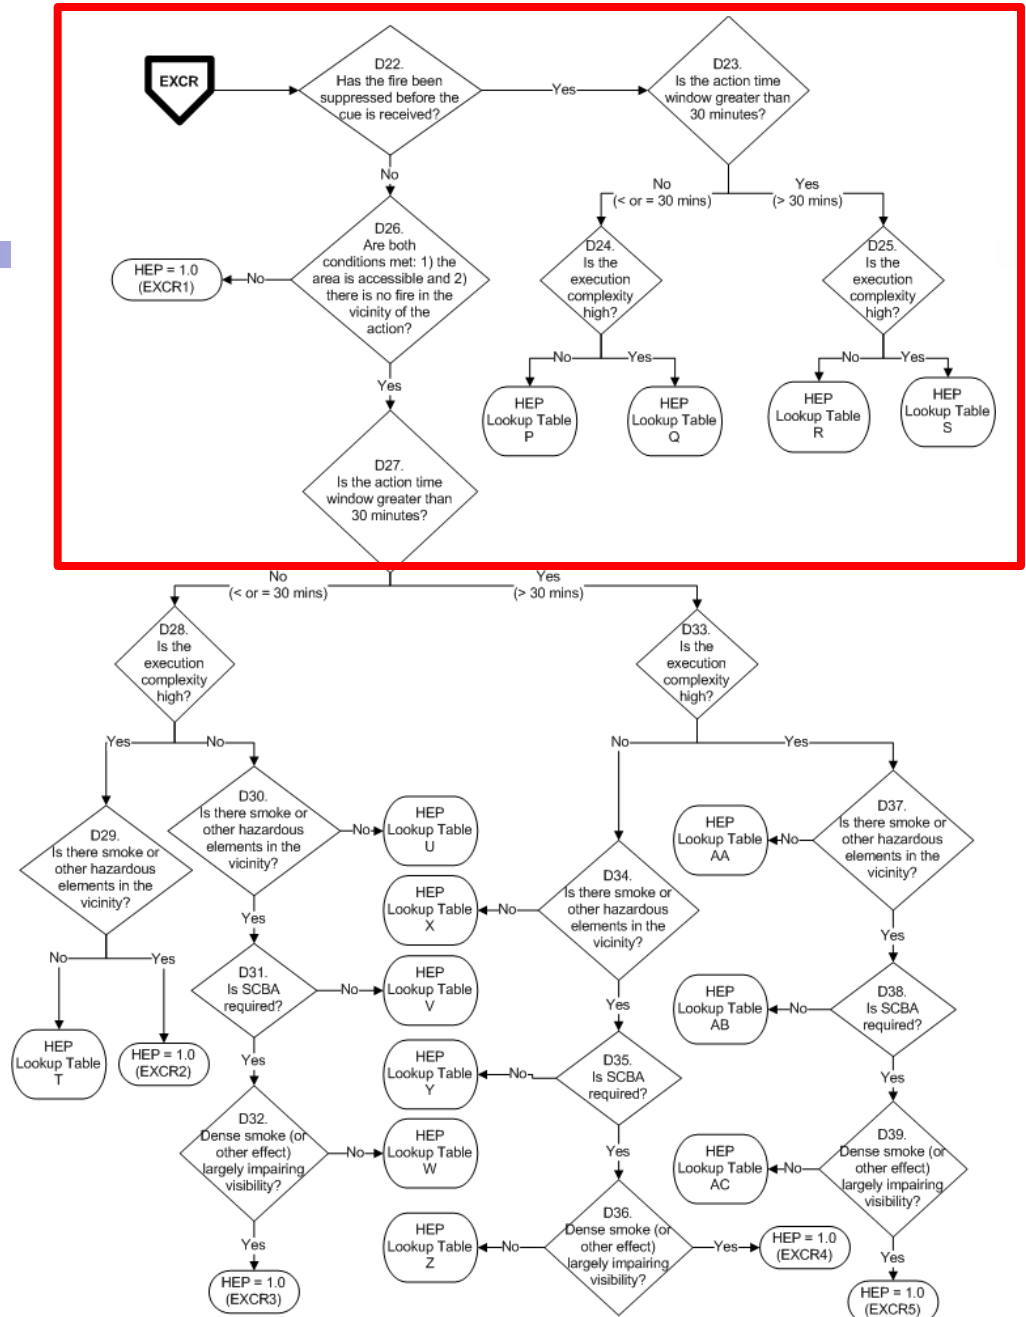 EXCR
D22.
Has the fire been
suppressed before the
cue is received?
Yes
D23.
Is the action time
window greater than
30 minutes?
No
No
(< or = 30 mins)
Yes
(> 30 mins)
D26.
Are both
conditions met: 1) the
area is accessible and 2)
there is no fire in the
vicinity of the
action?
No
HEP = 1.0
(EXCR1)
D24.
Is the
execution
complexity
high?
D25.
Is the
execution
complexity
high?
No
Yes
No
Yes
HEP
Lookup Table
P
HEP
Lookup Table
Q
HEP
Lookup Table
R
HEP
Lookup Table
S
Yes
D27.
Is the action time
window greater than
30 minutes?
No
(< or = 30 mins)
Yes
(> 30 mins)
D28.
Is the
execution
complexity
high?
D33.
Is the
execution
complexity
high?
Yes
No
No
Yes
D29.
Is there smoke or
other hazardous
elements in the
vicinity?
D30.
Is there smoke or
other hazardous
elements in the
vicinity?
No
HEP
Lookup Table
U
D34.
Is there smoke or
other hazardous
elements in the
vicinity?
No
HEP
Lookup Table
X
D37.
Is there smoke or
other hazardous
elements in the
vicinity?
No
HEP
Lookup Table
AA
No
Yes
HEP
Lookup Table
T
HEP = 1.0
(EXCR2)
Yes
D31.
Is SCBA
required?
No
HEP
Lookup Table
V
Yes
D35.
Is SCBA
required?
No
HEP
Lookup Table
Y
Yes
D38.
Is SCBA
required?
No
HEP
Lookup Table
AB
Yes
D32.
Dense smoke (or
other effect)
largely impairing
visibility?
No
HEP
Lookup Table
W
Yes
HEP = 1.0
(EXCR3)
Yes
D36.
Dense smoke (or
other effect)
largely impairing
visibility?
No
HEP
Lookup Table
Z
Yes
HEP = 1.0
(EXCR4)
Yes
D39.
Dense smoke (or
other effect)
largely impairing
visibility?
No
HEP
Lookup Table
AC
Yes
HEP = 1.0
(EXCR5)